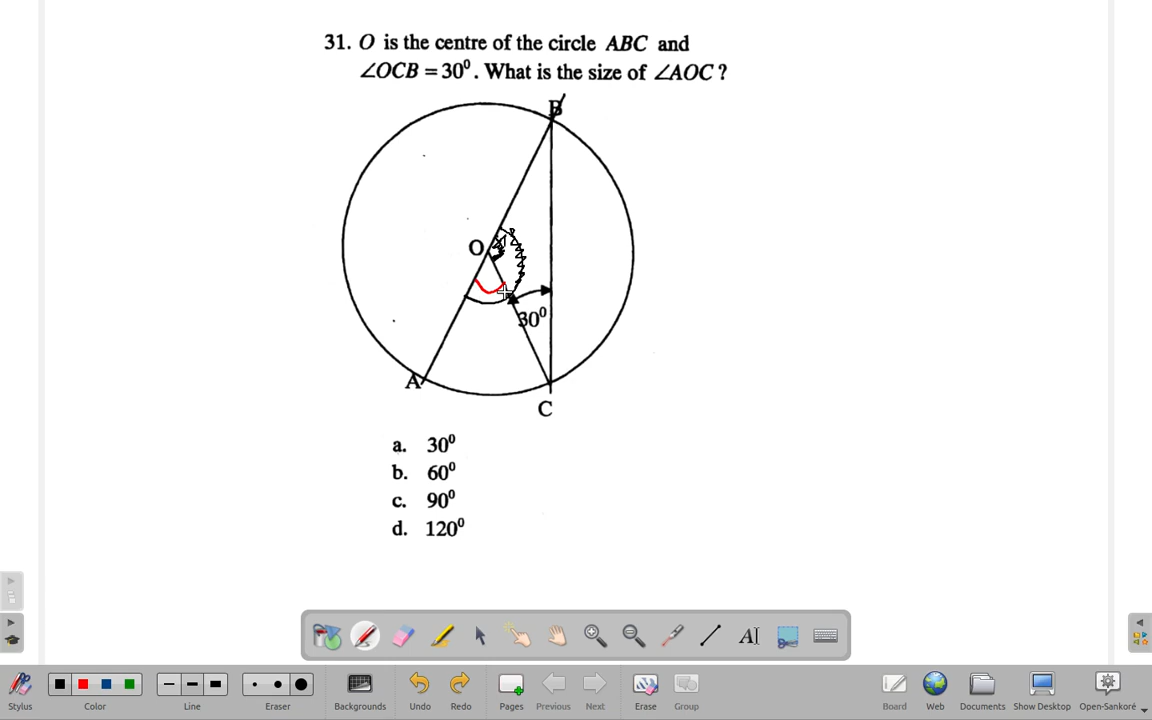 31. O is the centre of the circle ABC and
∠OCB = 30⁰. What is the size of ∠AOC ?
B
O
30⁰
A
C
a. 30⁰
b. 60⁰
c. 90⁰
d. 120⁰
AI
Stylus Color Line Eraser Backgrounds Undo Redo Pages Previous Next Erase Group Board Web Documents Show Desktop Open-Sankoré